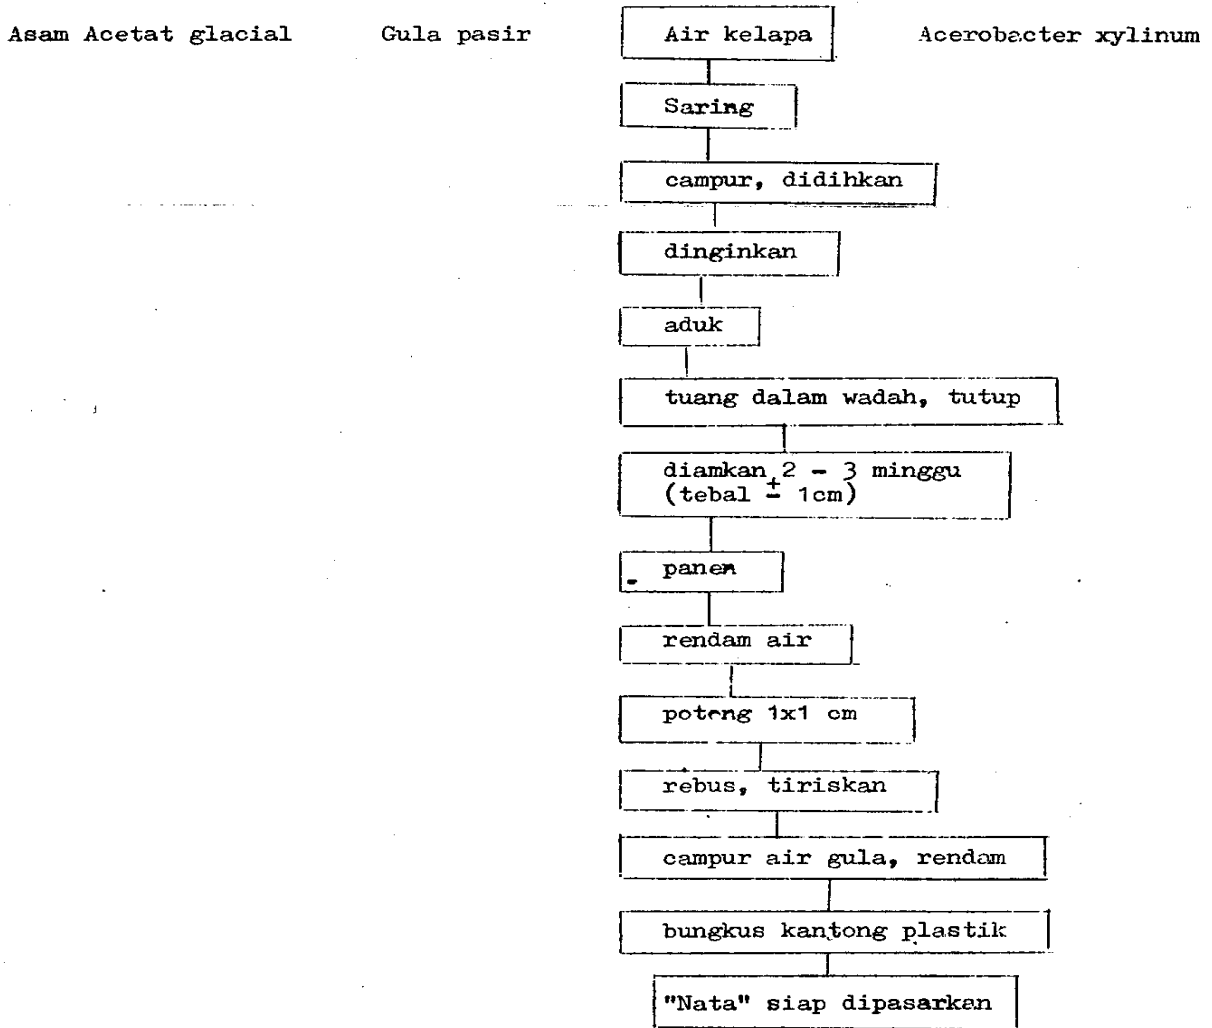 Asam Acetat glacial Gula pasir Air kelapa Acerobacter xylinum
Saring
campur, didihkan
dinginkan
aduk
tuang dalam wadah, tutup
diamkan 2 - 3 minggu
(tebal ± 1cm)
panen
rendam air
potong 1x1 cm
rebus, tiriskan
campur air gula, rendam
bungkus kantong plastik
"Nata" siap dipasarkan